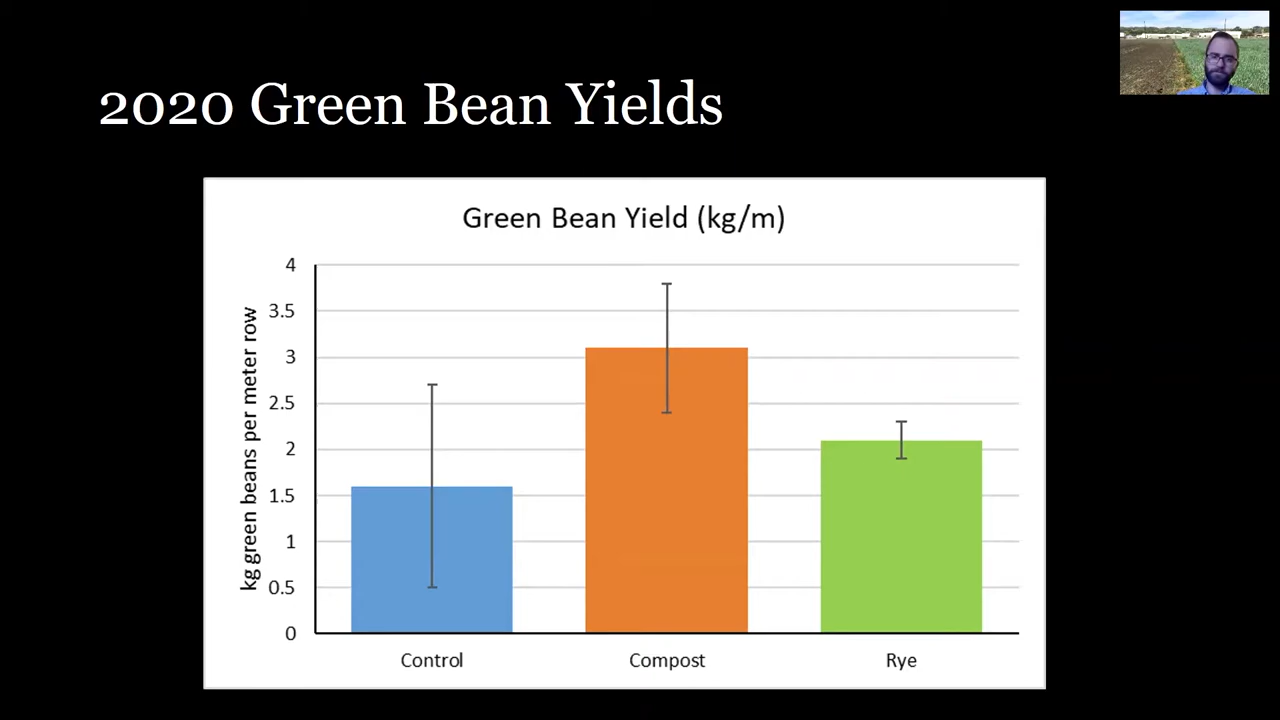 2020 Green Bean Yields
Green Bean Yield (kg/m)
kg green beans per meter row
4
3.5
3
2.5
2
1.5
1
0.5
0
Control Compost Rye